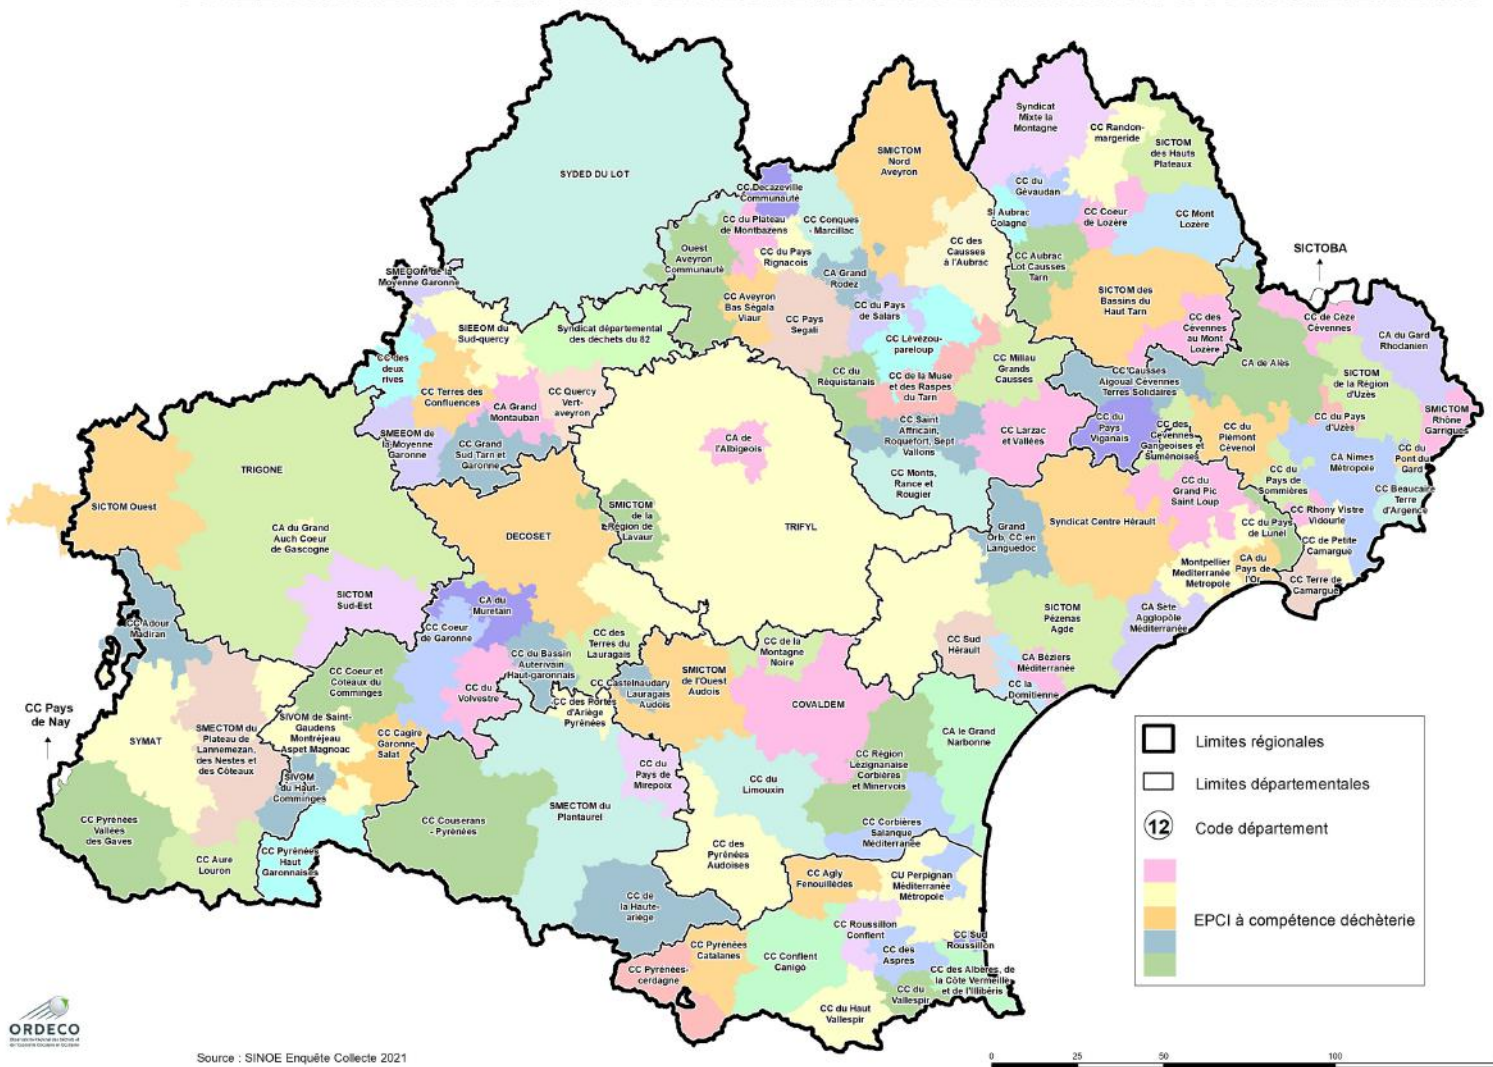 SYDED DU LOT
Syndicat
Mixte la
Montagne
CC Randon-
margeride
SICTOM
des Hauts
Plateaux
SMICTOM
Nord
Aveyron
CC du
Gévaudan
SI Aubrac
Colagne
CC Coeur
de Lozère
CC Mont
Lozère
CC Decazeville
Communauté
CC du Plateau
de Montbazens
CC Conques
- Marcillac
CC du Pays
Rignacois
CC des
Causses
à l'Aubrac
Ouest
Aveyron
Communauté
CA Grand
Rodez
CC Aubrac
Lot Causses
Tarn
SICTOBA
SMEEOM de la
Moyenne Garonne
SICTOM des
Bassins du
Haut Tarn
CC Aveyron
Bas Ségala
Viaur
CC Pays
Ségali
CC du Pays
de Salars
CC des
Cévennes
au Mont
Lozère
CC de Cèze
Cévennes
CA du Gard
Rhodanien
SIEEOM du
Sud-quercy
Syndicat départemental
des déchets du 82
CC Lévézou-
pareloup
CC Millau
Grands
Causses
CA de Alès
SICTOM
de la Région
d'Uzès
CC des
deux
rives
CC Terres des
Confluences
CA Grand
Montauban
CC Quercy
Vert-
aveyron
CC du
Réquistanais
CC de la Muse
et des Raspes
du Tarn
CC Causses
Aigoual Cévennes
Terres Solidaires
CC du
Pays
Viganais
CC des
Cévennes
Gangeoises et
Suménoises
CC du
Piémont
Cévenol
CC du Pays
d'Uzès
SMICTOM
Rhône
Garrigues
SMEEOM de
la Moyenne
Garonne
CC Grand
Sud Tarn et
Garonne
CA de
l'Albigeois
CC Saint
Affricain,
Roquefort, Sept
Vallons
CC Larzac
et Vallées
CC Monts,
Rance et
Rougier
CA Nîmes
Métropole
CC du
Pont du
Gard
CC du
Pays de
Sommières
CC Beaucaire
Terre
d'Argence
TRIGONE
SICTOM Ouest
CA du Grand
Auch Coeur
de Gascogne
DECOSET
SMICTOM
de la
Région de
Lavaur
TRIFYL
Grand
Orb, CC en
Languedoc
Syndicat Centre Hérault
CC du
Grand Pic
Saint Loup
CC Rhony Vistre
Vidourle
CC du Pays
de Lunel
CC de Petite
Camargue
Montpellier
Mediterranée
Metropole
CA du
Pays de
l'Or
CC Terre de
Camargue
SICTOM
Sud-Est
CC Adour
Madiran
CA du
Muretain
CC Coeur
de Garonne
CC des
Terres du
Lauragais
CC du Bassin
Auterivain
Haut-garonnais
SICTOM
Pézenas
Agde
CA Sète
Agglopôle
Méditerranée
CC Sud
Hérault
CA Béziers
Méditerranée
CC la
Domitienne
CC de la
Montagne
Noire
SMICTOM
de l'Ouest
Audois
CC Castelnaudary
Lauragais
Audois
CC Coeur et
Coteaux du
Comminges
CC du
Volvestre
CC des Portes
d'Ariège
Pyrénées
COVALDEM
CC Pays
de Nay
SYMAT
SMECTOM du
Plateau de
Lannemezan,
des Nestes et
des Côteaux
SIVOM de Saint-
Gaudens
Montréjeau
Aspet Magnoac
CC Cagire
Garonne
Salat
SIVOM
du Haut-
Comminges
CC du
Pays de
Mirepoix
CC du
Limouxin
CC Région
Lézignanaise
Corbières
et Minervois
CA le Grand
Narbonne
CC Pyrénées
Vallées
des Gaves
CC Aure
Louron
CC Pyrénées
Haut
Garonnaises
CC Couserans
- Pyrénées
SMECTOM du
Plantaurel
CC des
Pyrénées
Audoises
CC Corbières
Salanque
Méditerranée
CC Agly
Fenouillèdes
CU Perpignan
Méditerranée
Métropole
CC de
la Haute-
ariège
CC Roussillon
Conflent
CC Sud
Roussillon
CC Pyrénées
Catalanes
CC Conflent
Canigò
CC des
Aspres
CC Pyrénées-
cerdagne
CC des Albères, de
la Côte Vermeille
et de l'Illibéris
CC du
Vallespir
CC du Haut
Vallespir
Limites régionales
Limites départementales
12 Code département
EPCI à compétence déchèterie
ORDECO
Source : SINOE Enquête Collecte 2021
0 25 50 100